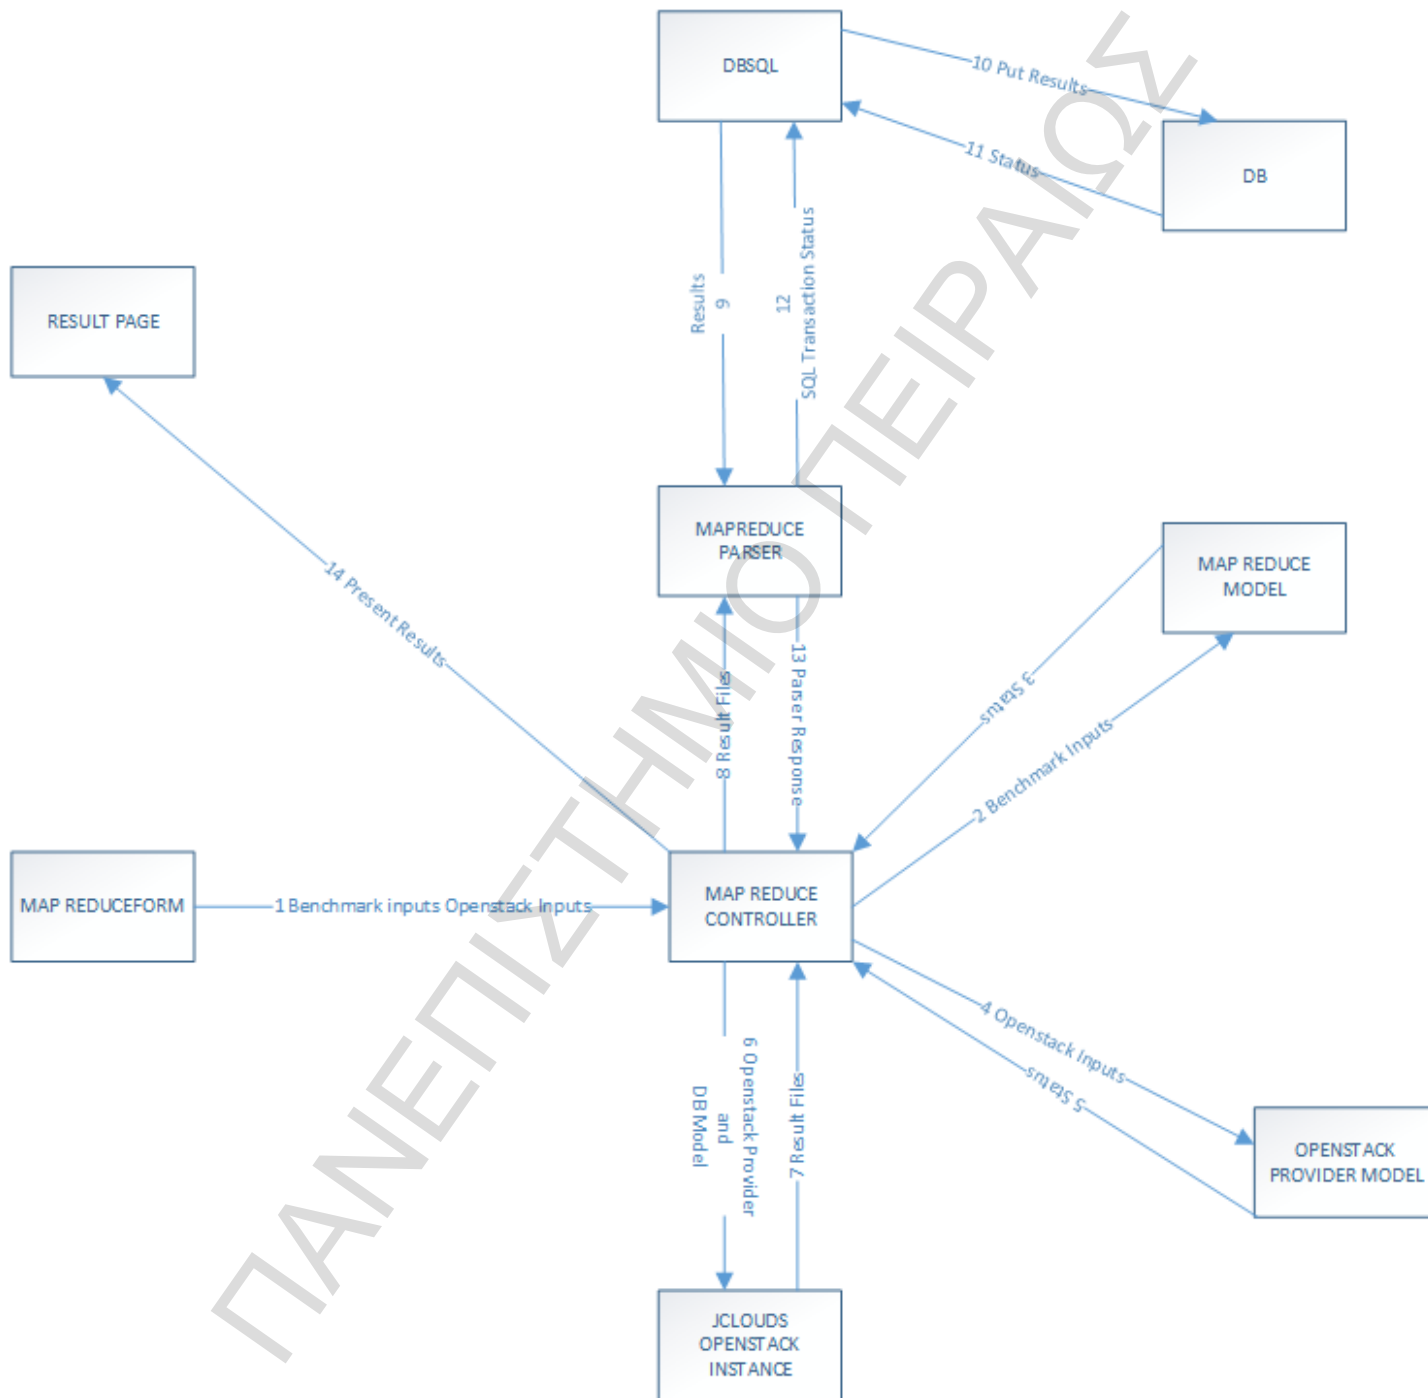 DBSQL
10 Put Results
11 Status
DB
Results
9
12
SQL Transaction Status
RESULT PAGE
MAPREDUCE
PARSER
MAP REDUCE
MODEL
14 Present Results
8 Result Files
13 Parser Response
3 Status
2 Benchmark Inputs
MAP REDUCEFORM
1 Benchmark inputs Openstack Inputs
MAP REDUCE
CONTROLLER
4 Openstack Inputs
5 Status
6 Openstack Provider
and
DB Model
7 Result Files
OPENSTACK
PROVIDER MODEL
JCLOUDS
OPENSTACK
INSTANCE
ΠΑΝΕΠΙΣΤΗΜΙΟ ΠΕΙΡΑΙΩΣ